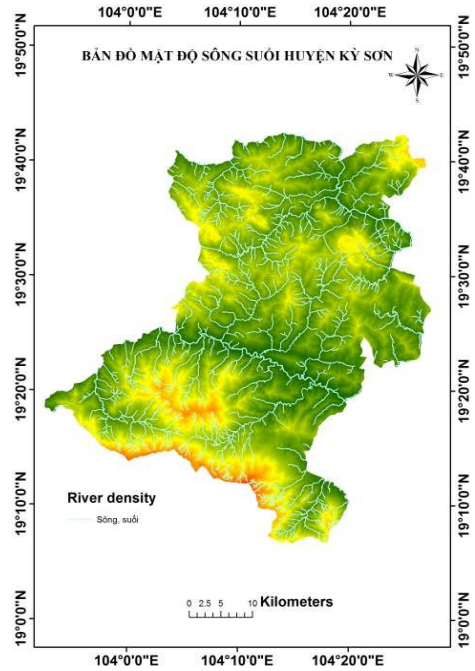 104°0'0"E 104°10'0"E 104°20'0"E
BẢN ĐỒ MẬT ĐỘ SÔNG SUỐI HUYỆN KỲ SƠN
N
W E
S
19°50'0"N 19°50'0"N
19°40'0"N 19°40'0"N
19°30'0"N 19°30'0"N
19°20'0"N 19°20'0"N
19°10'0"N 19°10'0"N
River density
Sông, suối
0 2.5 5 10 Kilometers
19°0'0"N 19°0'0"N
104°0'0"E 104°10'0"E 104°20'0"E